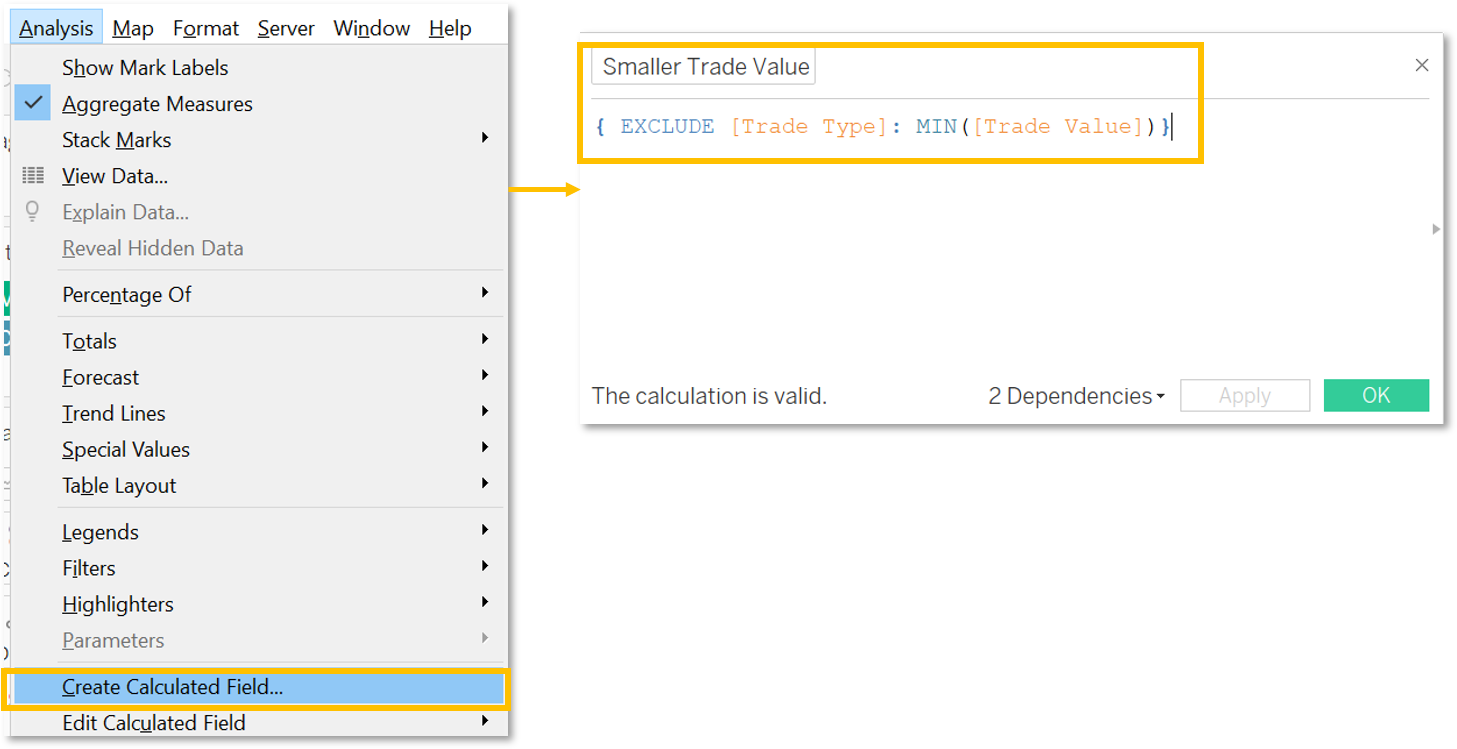 Analysis Map Format Server Window Help
Show Mark Labels
Aggregate Measures
Stack Marks
View Data...
Explain Data...
Reveal Hidden Data
Percentage Of
Totals
Forecast
Trend Lines
Special Values
Table Layout
Legends
Filters
Highlighters
Parameters
Create Calculated Field...
Edit Calculated Field
Smaller Trade Value
{ EXCLUDE [Trade Type]: MIN([Trade Value])}
The calculation is valid.
2 Dependencies
Apply
OK